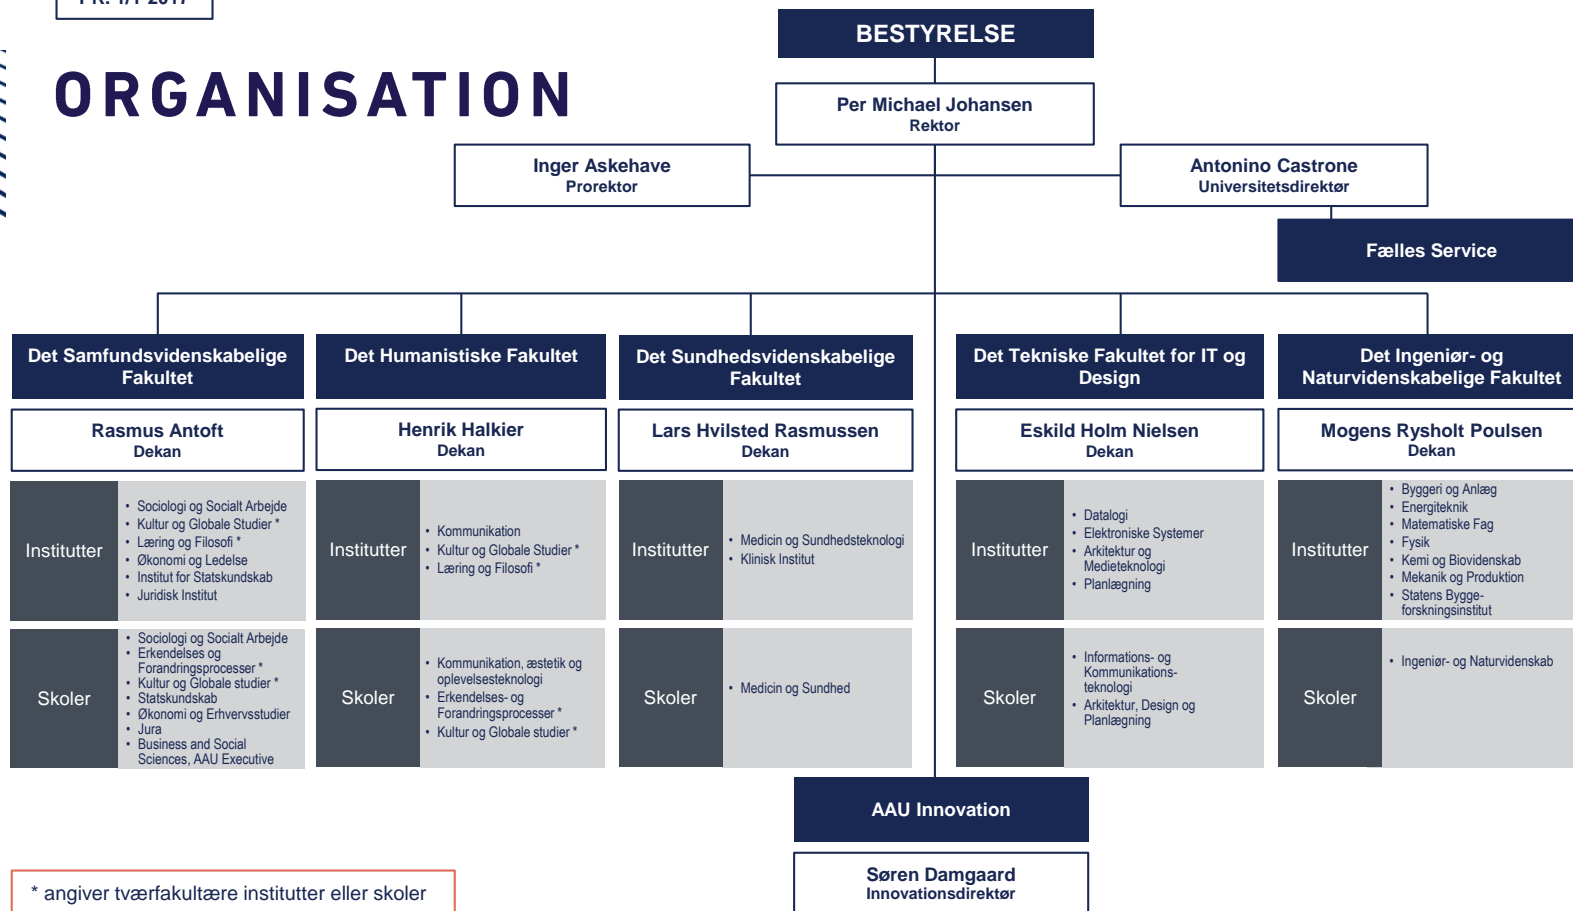 PR. 1/1 2017
ORGANISATION
BESTYRELSE
Per Michael Johansen
Rektor
Inger Askehave
Prorektor
Antonino Castrone
Universitetsdirektør
Fælles Service
Det Samfundsvidenskabelige
Fakultet
Rasmus Antoft
Dekan
Institutter
• Sociologi og Socialt Arbejde
• Kultur og Globale Studier *
• Læring og Filosofi *
• Økonomi og Ledelse
• Institut for Statskundskab
• Juridisk Institut
Skoler
• Sociologi og Socialt Arbejde
• Erkendelses og
Forandringsprocesser *
• Kultur og Globale studier *
• Statskundskab
• Økonomi og Erhvervsstudier
• Jura
• Business and Social
Sciences, AAU Executive
Det Humanistiske Fakultet
Henrik Halkier
Dekan
Institutter
• Kommunikation
• Kultur og Globale Studier *
• Læring og Filosofi *
Skoler
• Kommunikation, æstetik og
oplevelsesteknologi
• Erkendelses- og
Forandringsprocesser *
• Kultur og Globale studier *
Det Sundhedsvidenskabelige
Fakultet
Lars Hvilsted Rasmussen
Dekan
Institutter
• Medicin og Sundhedsteknologi
• Klinisk Institut
Skoler
• Medicin og Sundhed
Det Tekniske Fakultet for IT og
Design
Eskild Holm Nielsen
Dekan
Institutter
• Datalogi
• Elektroniske Systemer
• Arkitektur og
Medieteknologi
• Planlægning
Skoler
• Informations- og
Kommunikations-
teknologi
• Arkitektur, Design og
Planlægning
Det Ingeniør- og
Naturvidenskabelige Fakultet
Mogens Rysholt Poulsen
Dekan
Institutter
• Byggeri og Anlæg
• Energiteknik
• Matematiske Fag
• Fysik
• Kemi og Biovidenskab
• Mekanik og Produktion
• Statens Bygge-
forskningsinstitut
Skoler
• Ingeniør- og Naturvidenskab
AAU Innovation
Søren Damgaard
Innovationsdirektør
* angiver tværfakultære institutter eller skoler